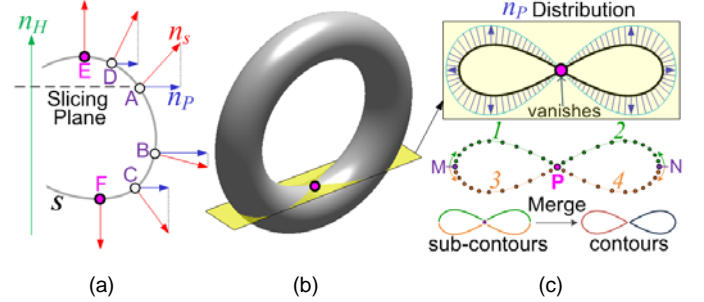 n_H
n_s
E
D
A
Slicing
Plane
n_P
B
C
F
S
(a)
(b)
n_P Distribution
vanishes
1
2
M
N
3
P
4
Merge
sub-contours
contours
(c)